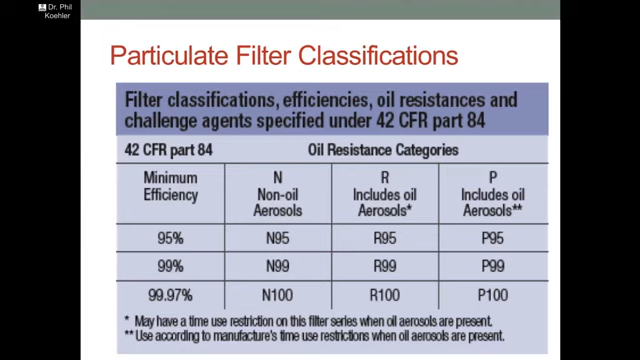 Dr. Phil
Koehler
Particulate Filter Classifications
Filter classifications, efficiencies, oil resistances and
challenge agents specified under 42 CFR part 84
42 CFR part 84 Oil Resistance Categories
Minimum N R P
Efficiency Non-oil Includes oil Includes oil
Aerosols Aerosols* Aerosols**
95% N95 R95 P95
99% N99 R99 P99
99.97% N100 R100 P100
* May have a time use restriction on this filter series when oil aerosols are present.
** Use according to manufacture's time use restrictions when oil aerosols are present.